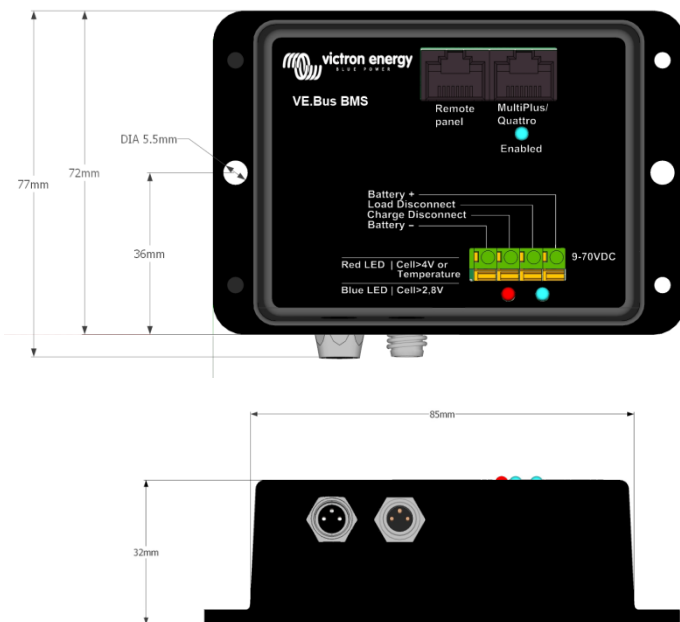 victron energy
BLUE POWER
VE.Bus BMS
Remote
panel
MultiPlus/
Quattro
Enabled
DIA 5.5mm
77mm
72mm
36mm
Battery +
Load Disconnect
Charge Disconnect
Battery -
9-70VDC
Red LED | Cell>4V or
Temperature
Blue LED | Cell>2,8V
85mm
32mm